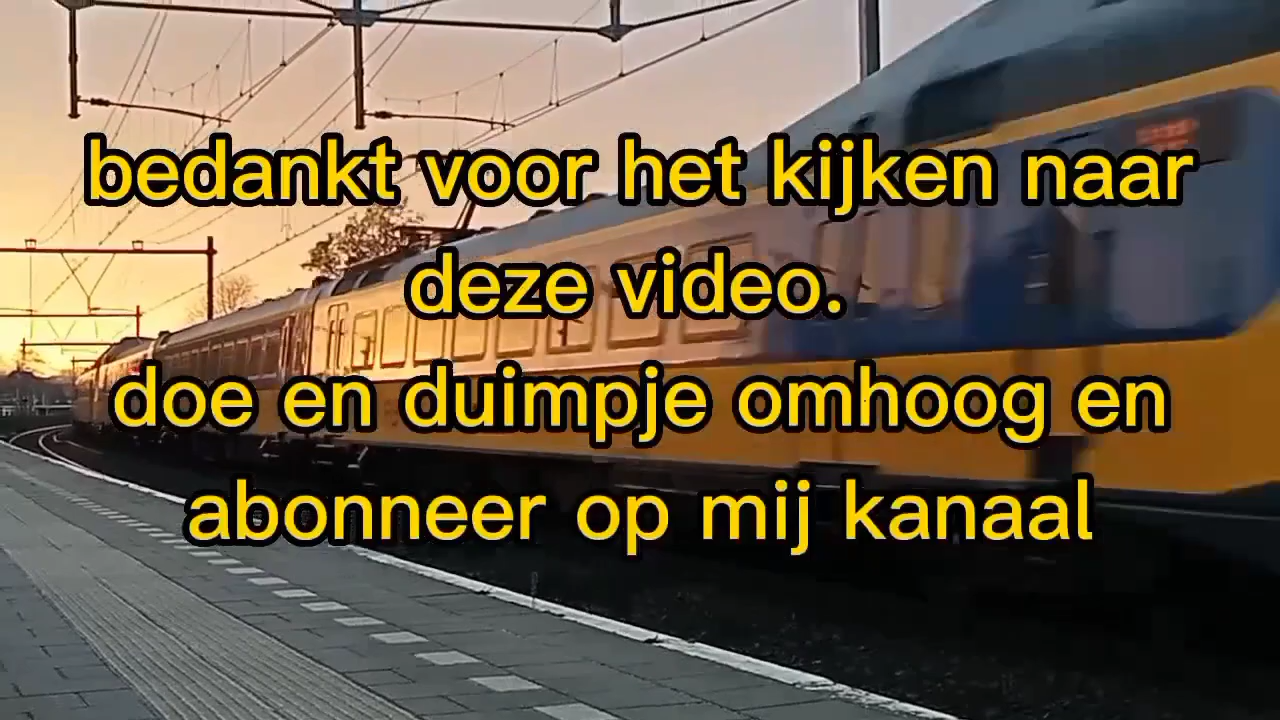 bedankt voor het kijken naar
deze video.
doe en duimpje omhoog en
abonneer op mij kanaal